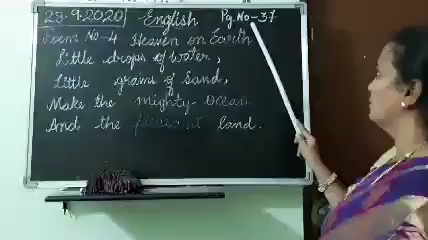 23.9.2020 English Pg.No-37
Poem No-4 Heaven on Earth
Little drops of water,
Little grains of sand,
Make the mighty ocean
And the pleasant land.